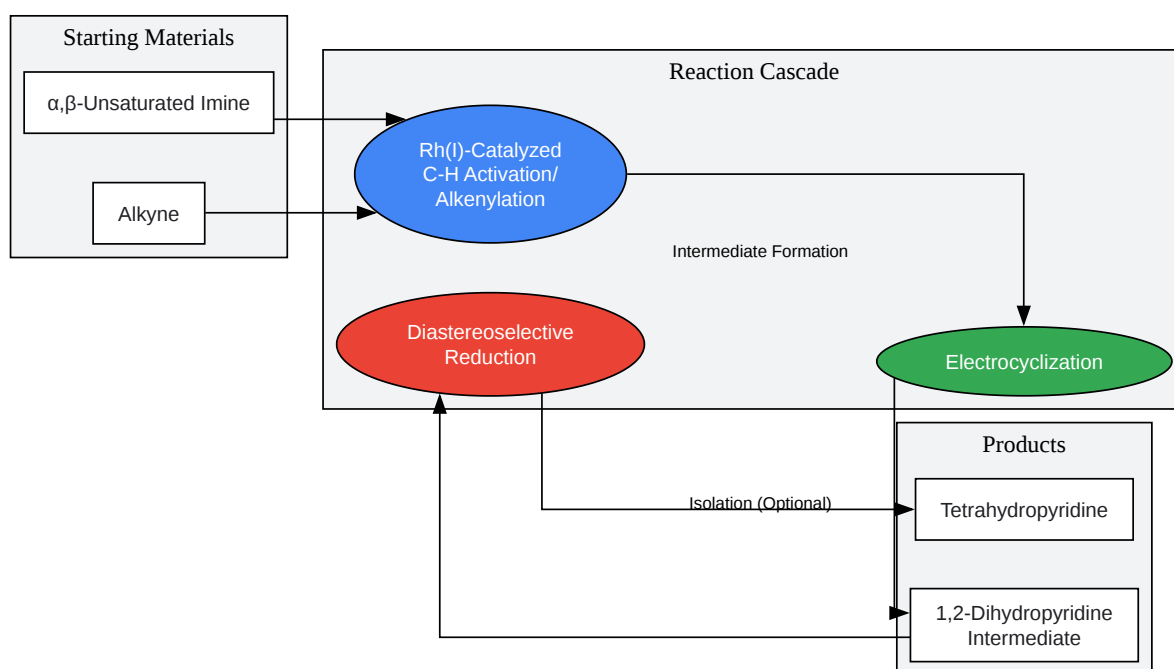 Starting Materials
α,β-Unsaturated Imine
Alkyne
Reaction Cascade
Rh(I)-Catalyzed
C-H Activation/
Alkenylation
Intermediate Formation
Diastereoselective
Reduction
Electrocyclization
Products
Isolation (Optional)
Tetrahydropyridine
1,2-Dihydropyridine
Intermediate